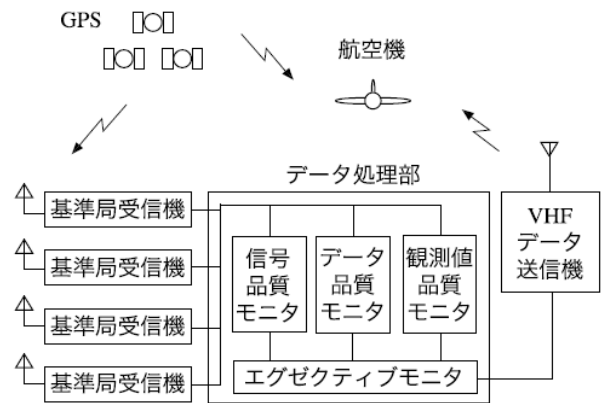 GPS
航空機
データ処理部
基準局受信機
基準局受信機
基準局受信機
基準局受信機
信号
品質
モニタ
データ
品質
モニタ
観測値
品質
モニタ
エグゼクティブモニタ
VHF
データ
送信機